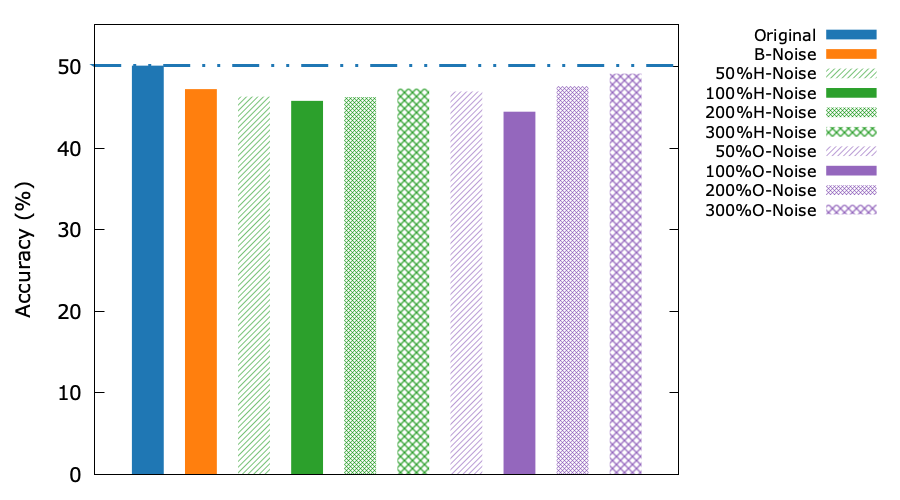 Accuracy (%)
50
40
30
20
10
0
Original
B-Noise
50%H-Noise
100%H-Noise
200%H-Noise
300%H-Noise
50%O-Noise
100%O-Noise
200%O-Noise
300%O-Noise